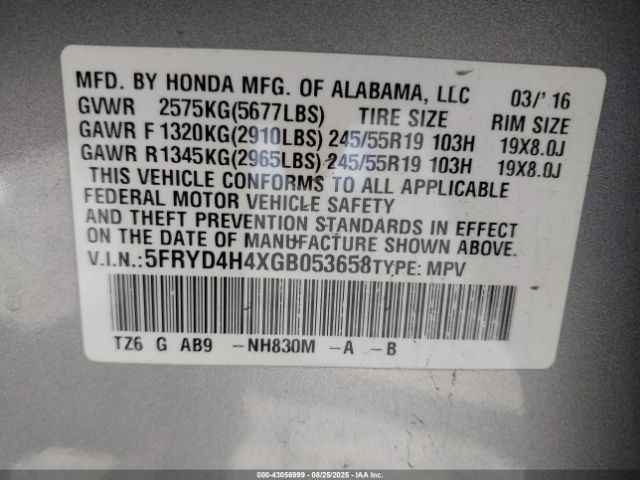 MFD. BY HONDA MFG. OF ALABAMA, LLC 03/' 16
GVWR 2575KG(5677LBS) TIRE SIZE RIM SIZE
GAWR F 1320KG(2910LBS) 245/55R19 103H 19X8.0J
GAWR R 1345KG(2965LBS) 245/55R19 103H 19X8.0J
THIS VEHICLE CONFORMS TO ALL APPLICABLE
FEDERAL MOTOR VEHICLE SAFETY
AND THEFT PREVENTION STANDARDS IN EFFECT
ON THE DATE OF MANUFACTURE SHOWN ABOVE.
V.I.N.:5FRYD4H4XGB053658 TYPE: MPV
TZ6 G AB9 -NH830M -A -B
000-43056999 - 08/25/2025 - IAAI.com